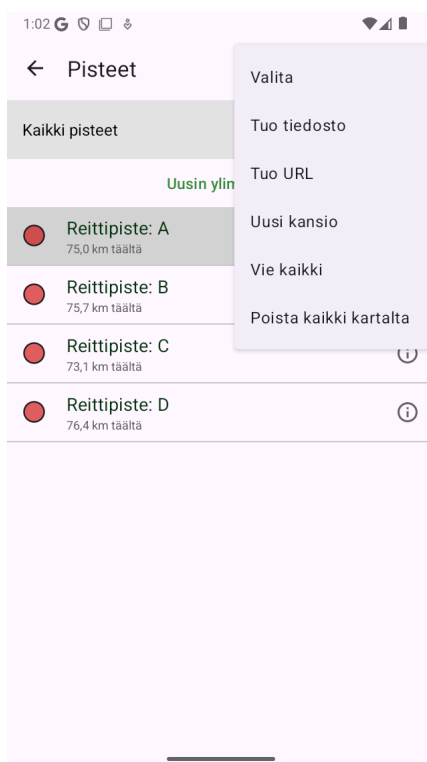 1:02
Pisteet
Kaikki pisteet
Uusin ylim
Reittipiste: A
75,0 km täältä
Reittipiste: B
75,7 km täältä
Reittipiste: C
73,1 km täältä
Reittipiste: D
76,4 km täältä
Valita
Tuo tiedosto
Tuo URL
Uusi kansio
Vie kaikki
Poista kaikki kartalta